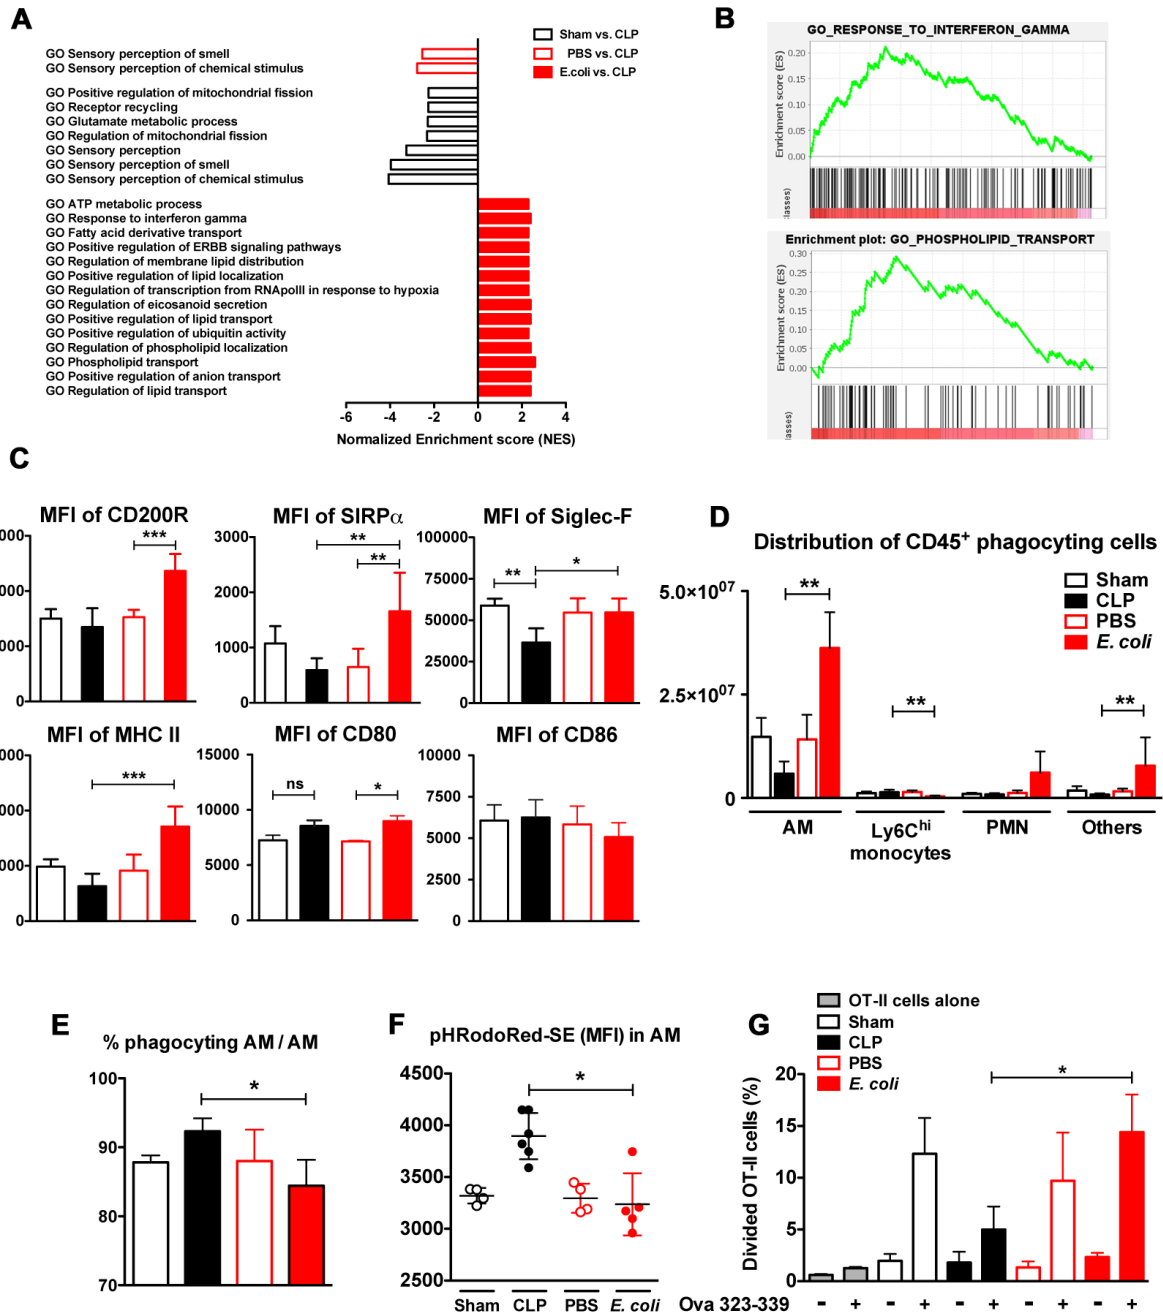 A
Sham vs. CLP
PBS vs. CLP
E.coli vs. CLP
GO Sensory perception of smell
GO Sensory perception of chemical stimulus
GO Positive regulation of mitochondrial fission
GO Receptor recycling
GO Glutamate metabolic process
GO Regulation of mitochondrial fission
GO Sensory perception
GO Sensory perception of smell
GO Sensory perception of chemical stimulus
GO ATP metabolic process
GO Response to interferon gamma
GO Fatty acid derivative transport
GO Positive regulation of ERBB signaling pathways
GO Regulation of membrane lipid distribution
GO Positive regulation of lipid localization
GO Regulation of transcription from RNApolII in response to hypoxia
GO Regulation of eicosanoid secretion
GO Positive regulation of lipid transport
GO Positive regulation of ubiquitin activity
GO Regulation of phospholipid localization
GO Phospholipid transport
GO Positive regulation of anion transport
GO Regulation of lipid transport
-6 -4 -2 0 2 4
Normalized Enrichment score (NES)
B
GO_RESPONSE_TO_INTERFERON_GAMMA
Enrichment score (ES)
0.20
0.15
0.10
0.05
0.00
lasses)
Enrichment plot: GO_PHOSPHOLIPID_TRANSPORT
Enrichment score (ES)
0.30
0.25
0.20
0.15
0.10
0.05
0.00
lasses)
C
MFI of CD200R
000
000
000
0
***
MFI of SIRPα
3000
2000
1000
0
**
**
MFI of Siglec-F
100000
75000
50000
25000
0
**
*
MFI of MHC II
000
000
000
0
***
MFI of CD80
15000
10000
5000
0
ns
*
MFI of CD86
10000
7500
5000
2500
0
D
Distribution of CD45+ phagocyting cells
5.0×10⁰⁷
2.5×10⁰⁷
0
**
**
**
Sham
CLP
PBS
E. coli
AM
Ly6Chi
monocytes
PMN
Others
E
% phagocyting AM / AM
100
90
80
70
*
F
pHRodoRed-SE (MFI) in AM
4500
4000
3500
3000
2500
*
Sham CLP PBS E. coli
G
OT-II cells alone
Sham
CLP
PBS
E. coli
Divided OT-II cells (%)
20
15
10
5
0
*
Ova 323-339 - + - + - + - + - +